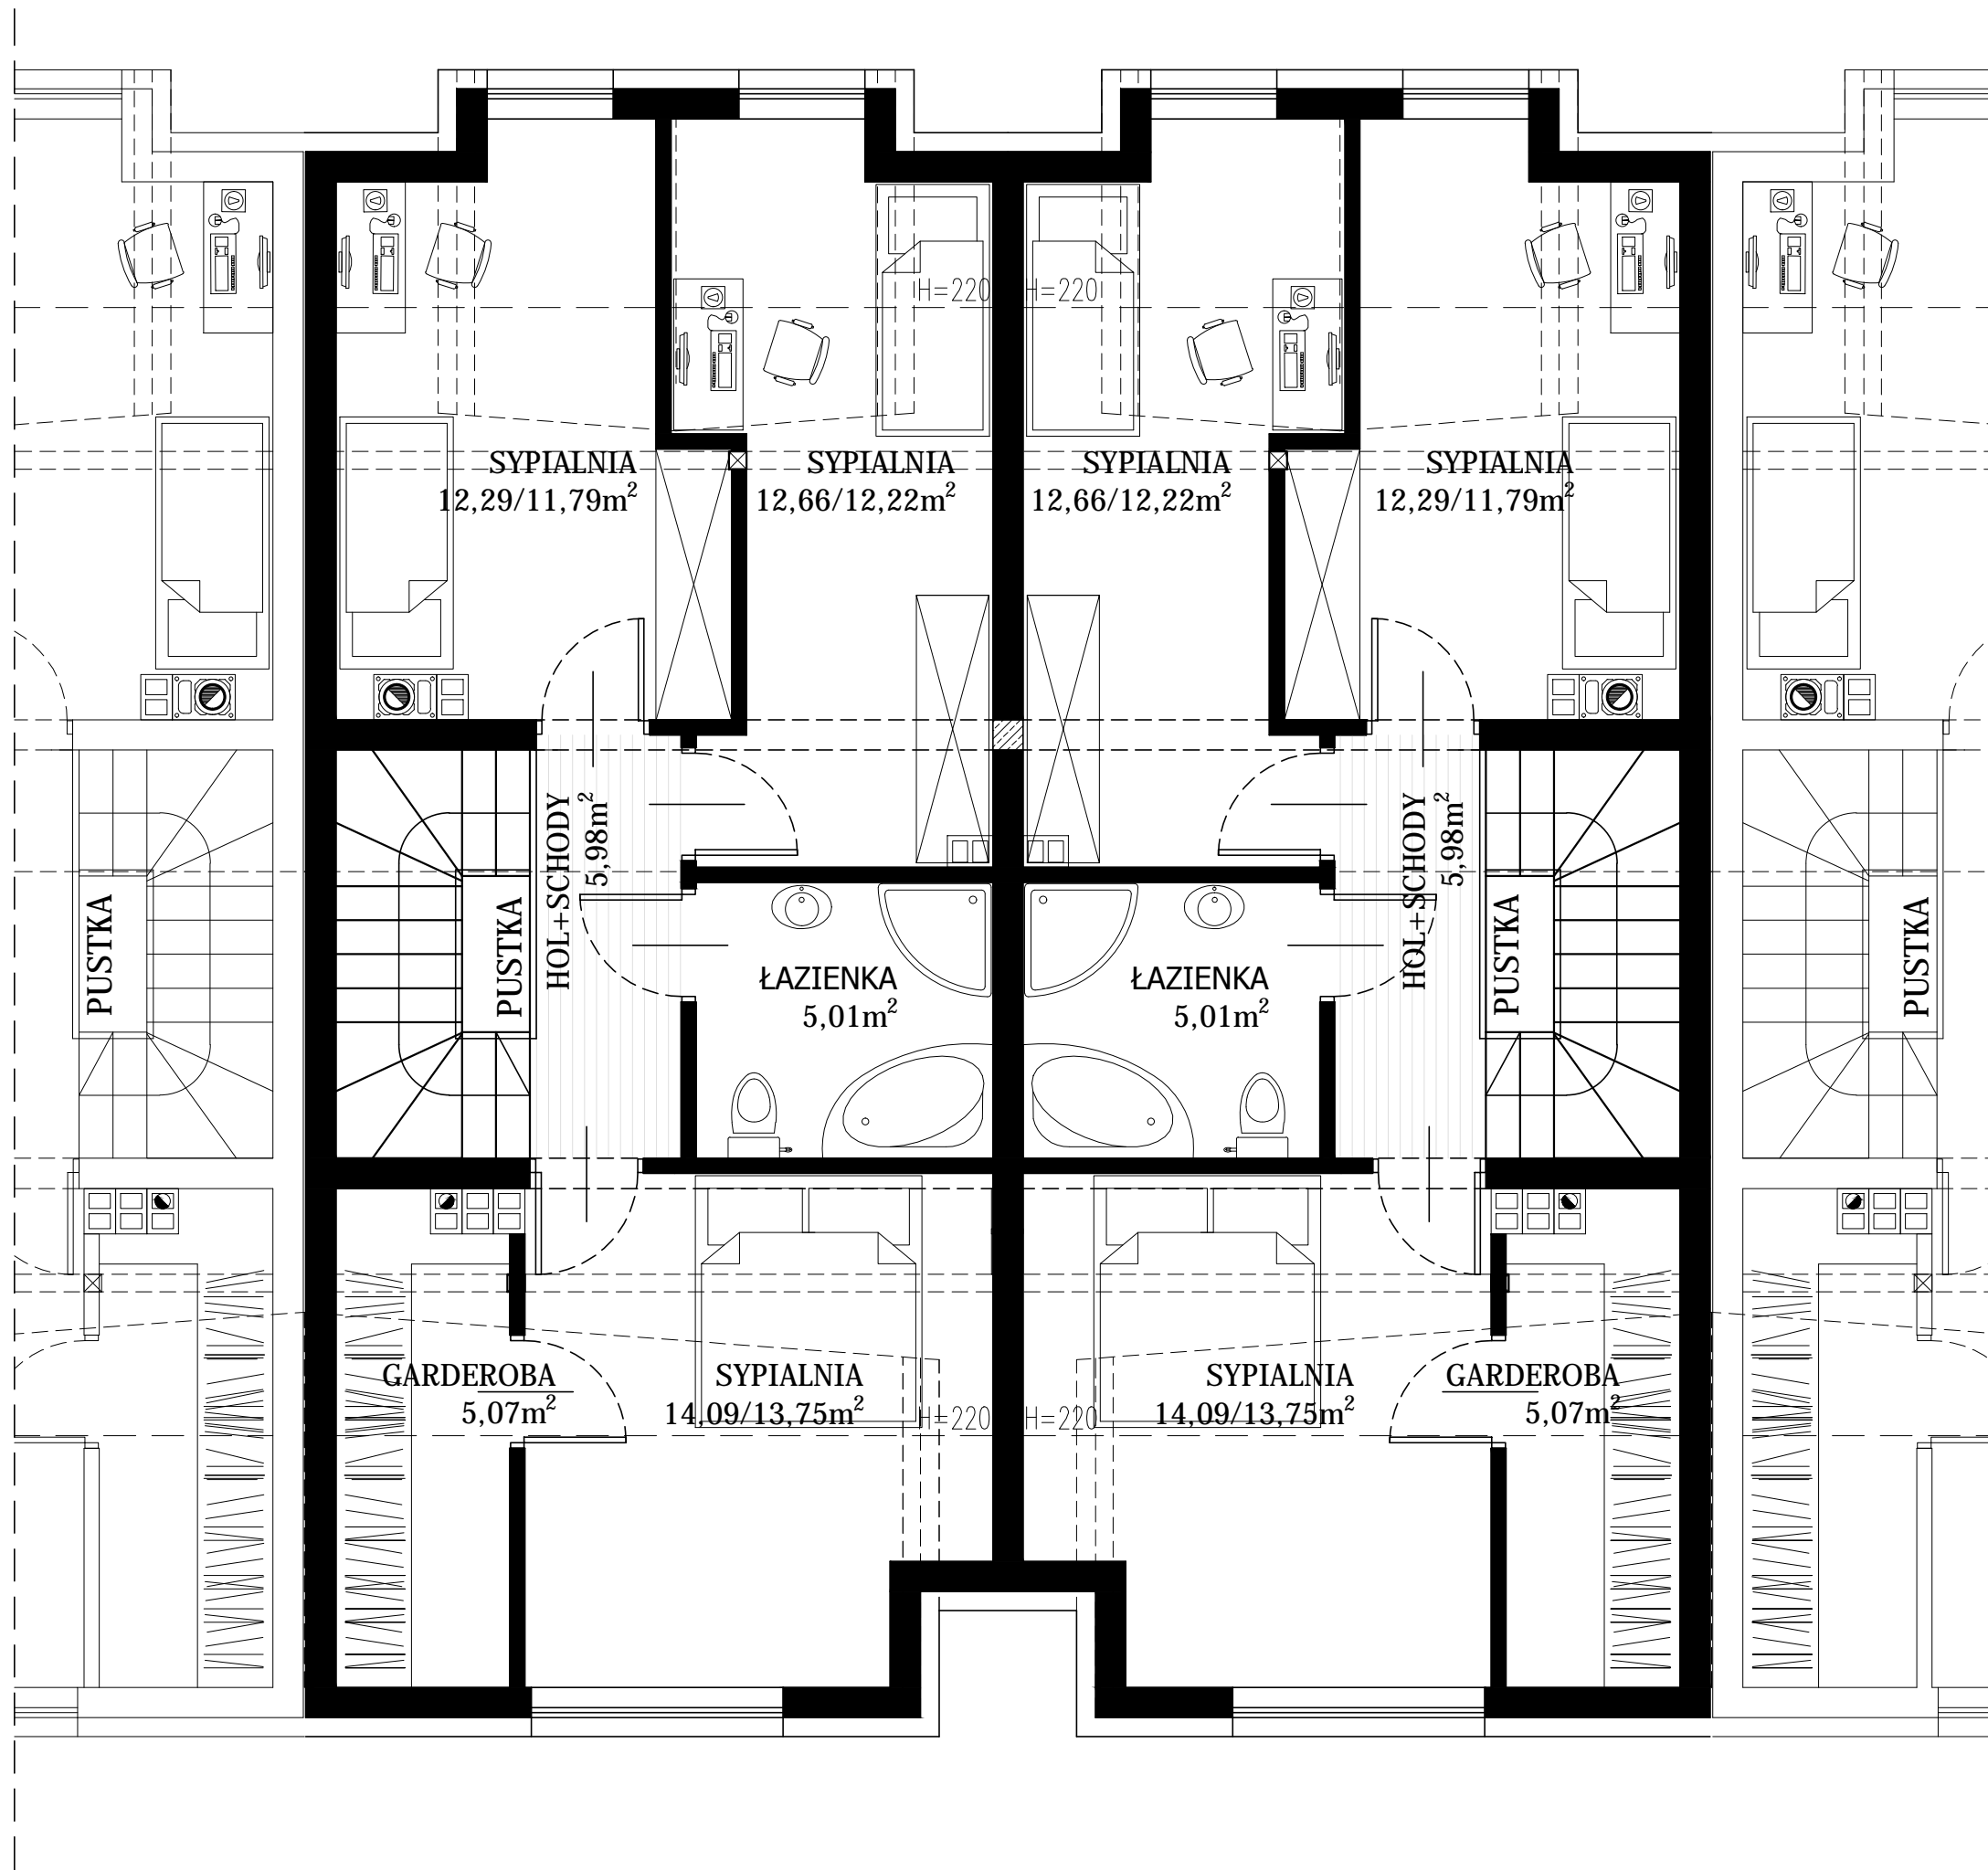 H=220
H=220
SYPIALNIA
12,29/11,79m²
SYPIALNIA
12,66/12,22m²
SYPIALNIA
12,66/12,22m²
SYPIALNIA
12,29/11,79m²
PUSTKA
PUSTKA
HOL+SCHODY
5,98m²
ŁAZIENKA
5,01m²
ŁAZIENKA
5,01m²
HOL+SCHODY
5,98m²
PUSTKA
PUSTKA
GARDEROBA
5,07m²
SYPIALNIA
14,09/13,75m²
H=220
H=220
SYPIALNIA
14,09/13,75m²
GARDEROBA
5,07m²